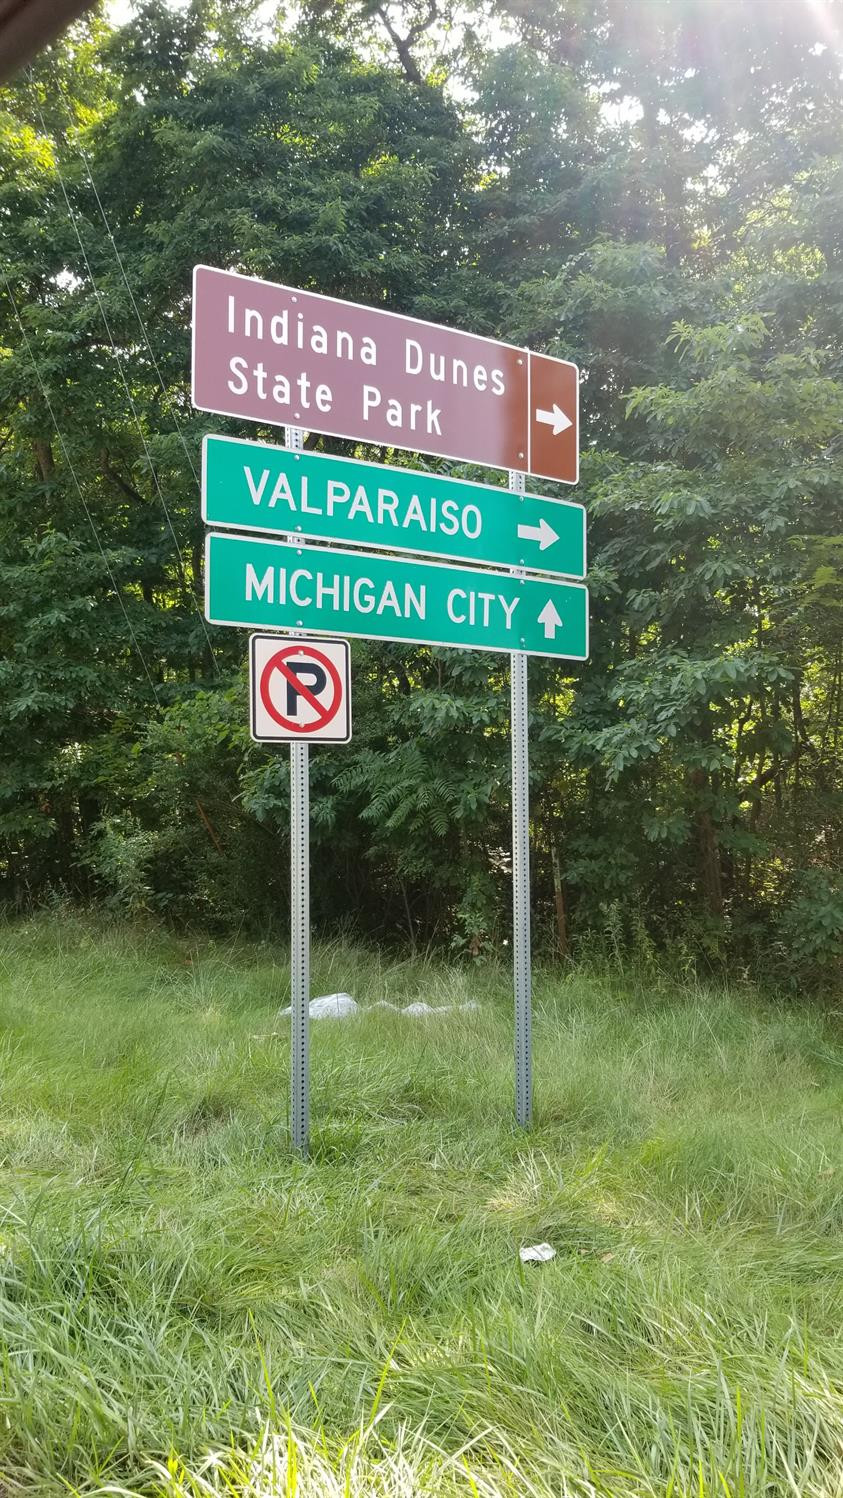 Indiana Dunes
State Park
VALPARAISO
MICHIGAN CITY
P